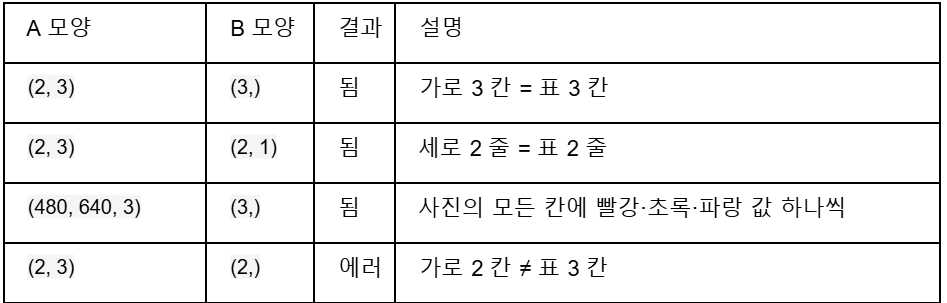 A 모양 B 모양 결과 설명
(2, 3) (3,) 됨 가로 3 칸 = 표 3 칸
(2, 3) (2, 1) 됨 세로 2 줄 = 표 2 줄
(480, 640, 3) (3,) 됨 사진의 모든 칸에 빨강·초록·파랑 값 하나씩
(2, 3) (2,) 에러 가로 2 칸 ≠ 표 3 칸